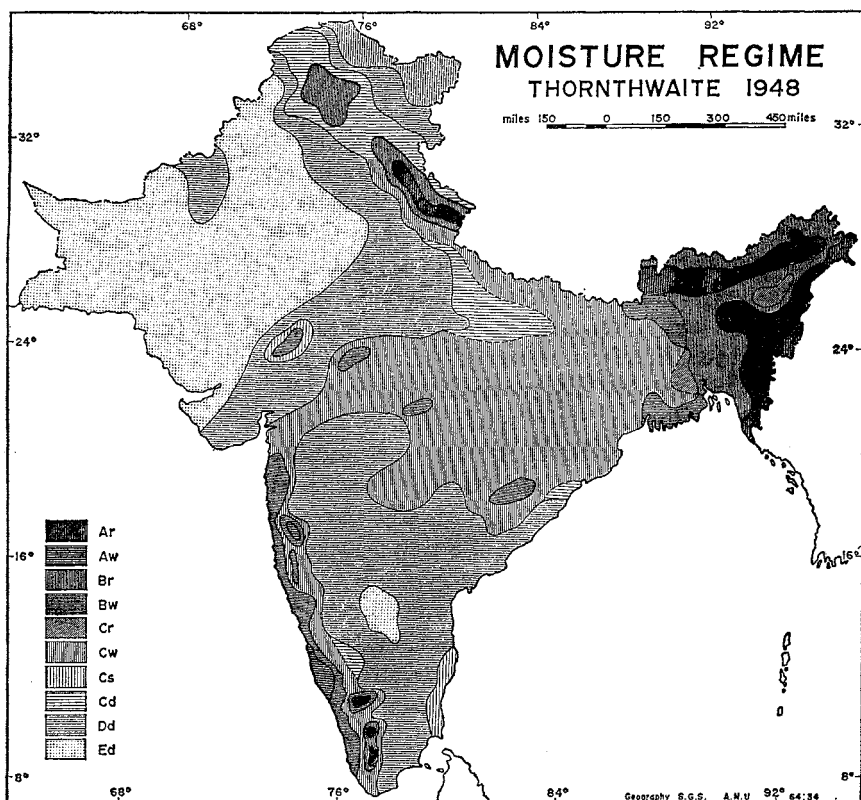 68° 76° 84° 92°
MOISTURE REGIME
THORNTHWAITE 1948
miles 150 0 150 300 450 miles
32° 32°
24° 24°
Ar
Aw
16° 16°
Br
Bw
Cr
Cw
Cs
Cd
Dd
Ed
8° 8°
68° 76° 84° 92°
Geography S.G.S. A.N.U 64:34